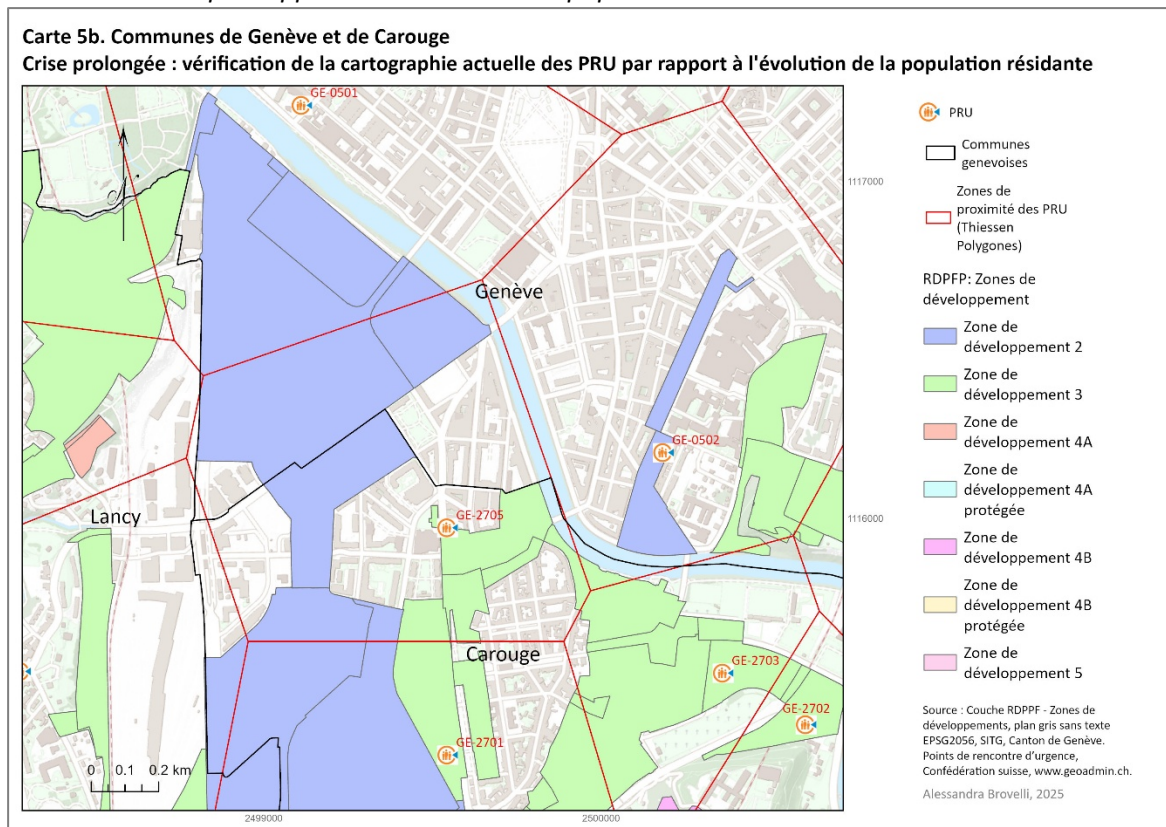 Carte 5b. Communes de Genève et de Carouge
Crise prolongée : vérification de la cartographie actuelle des PRU par rapport à l'évolution de la population résidante
GE-0501
Genève
GE-0502
Lancy
GE-2705
Carouge
GE-2703
GE-2702
GE-2701
0 0.1 0.2 km
2499000
2500000
1117000
1116000
PRU
Communes
genevoises
Zones de
proximité des PRU
(Thiessen
Polygones)
RDPFP: Zones de
développement
Zone de
développement 2
Zone de
développement 3
Zone de
développement 4A
Zone de
développement 4A
protégée
Zone de
développement 4B
Zone de
développement 4B
protégée
Zone de
développement 5
Source : Couche RDPPF - Zones de
développements, plan gris sans texte
EPSG2056, SITG, Canton de Genève.
Points de rencontre d'urgence,
Confédération suisse, www.geoadmin.ch.
Alessandra Brovelli, 2025